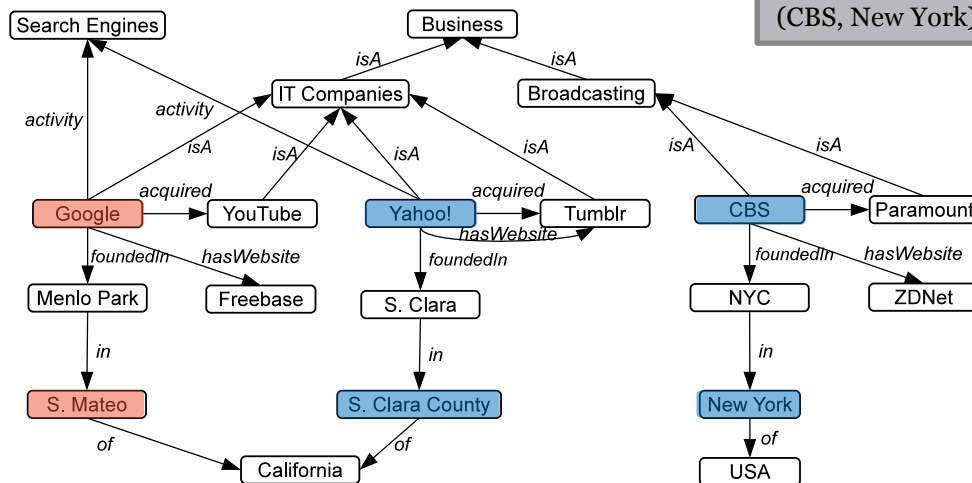 (CBS, New York)
Search Engines
Business
isA
isA
IT Companies
Broadcasting
activity
isA
activity
isA
isA
isA
isA
isA
Google
acquired
YouTube
Yahoo!
acquired
Tumblr
CBS
acquired
Paramount
hasWebsite
foundedIn
hasWebsite
foundedIn
foundedIn
hasWebsite
Menlo Park
Freebase
S. Clara
NYC
ZDNet
in
in
in
S. Mateo
S. Clara County
New York
of
of
of
California
USA